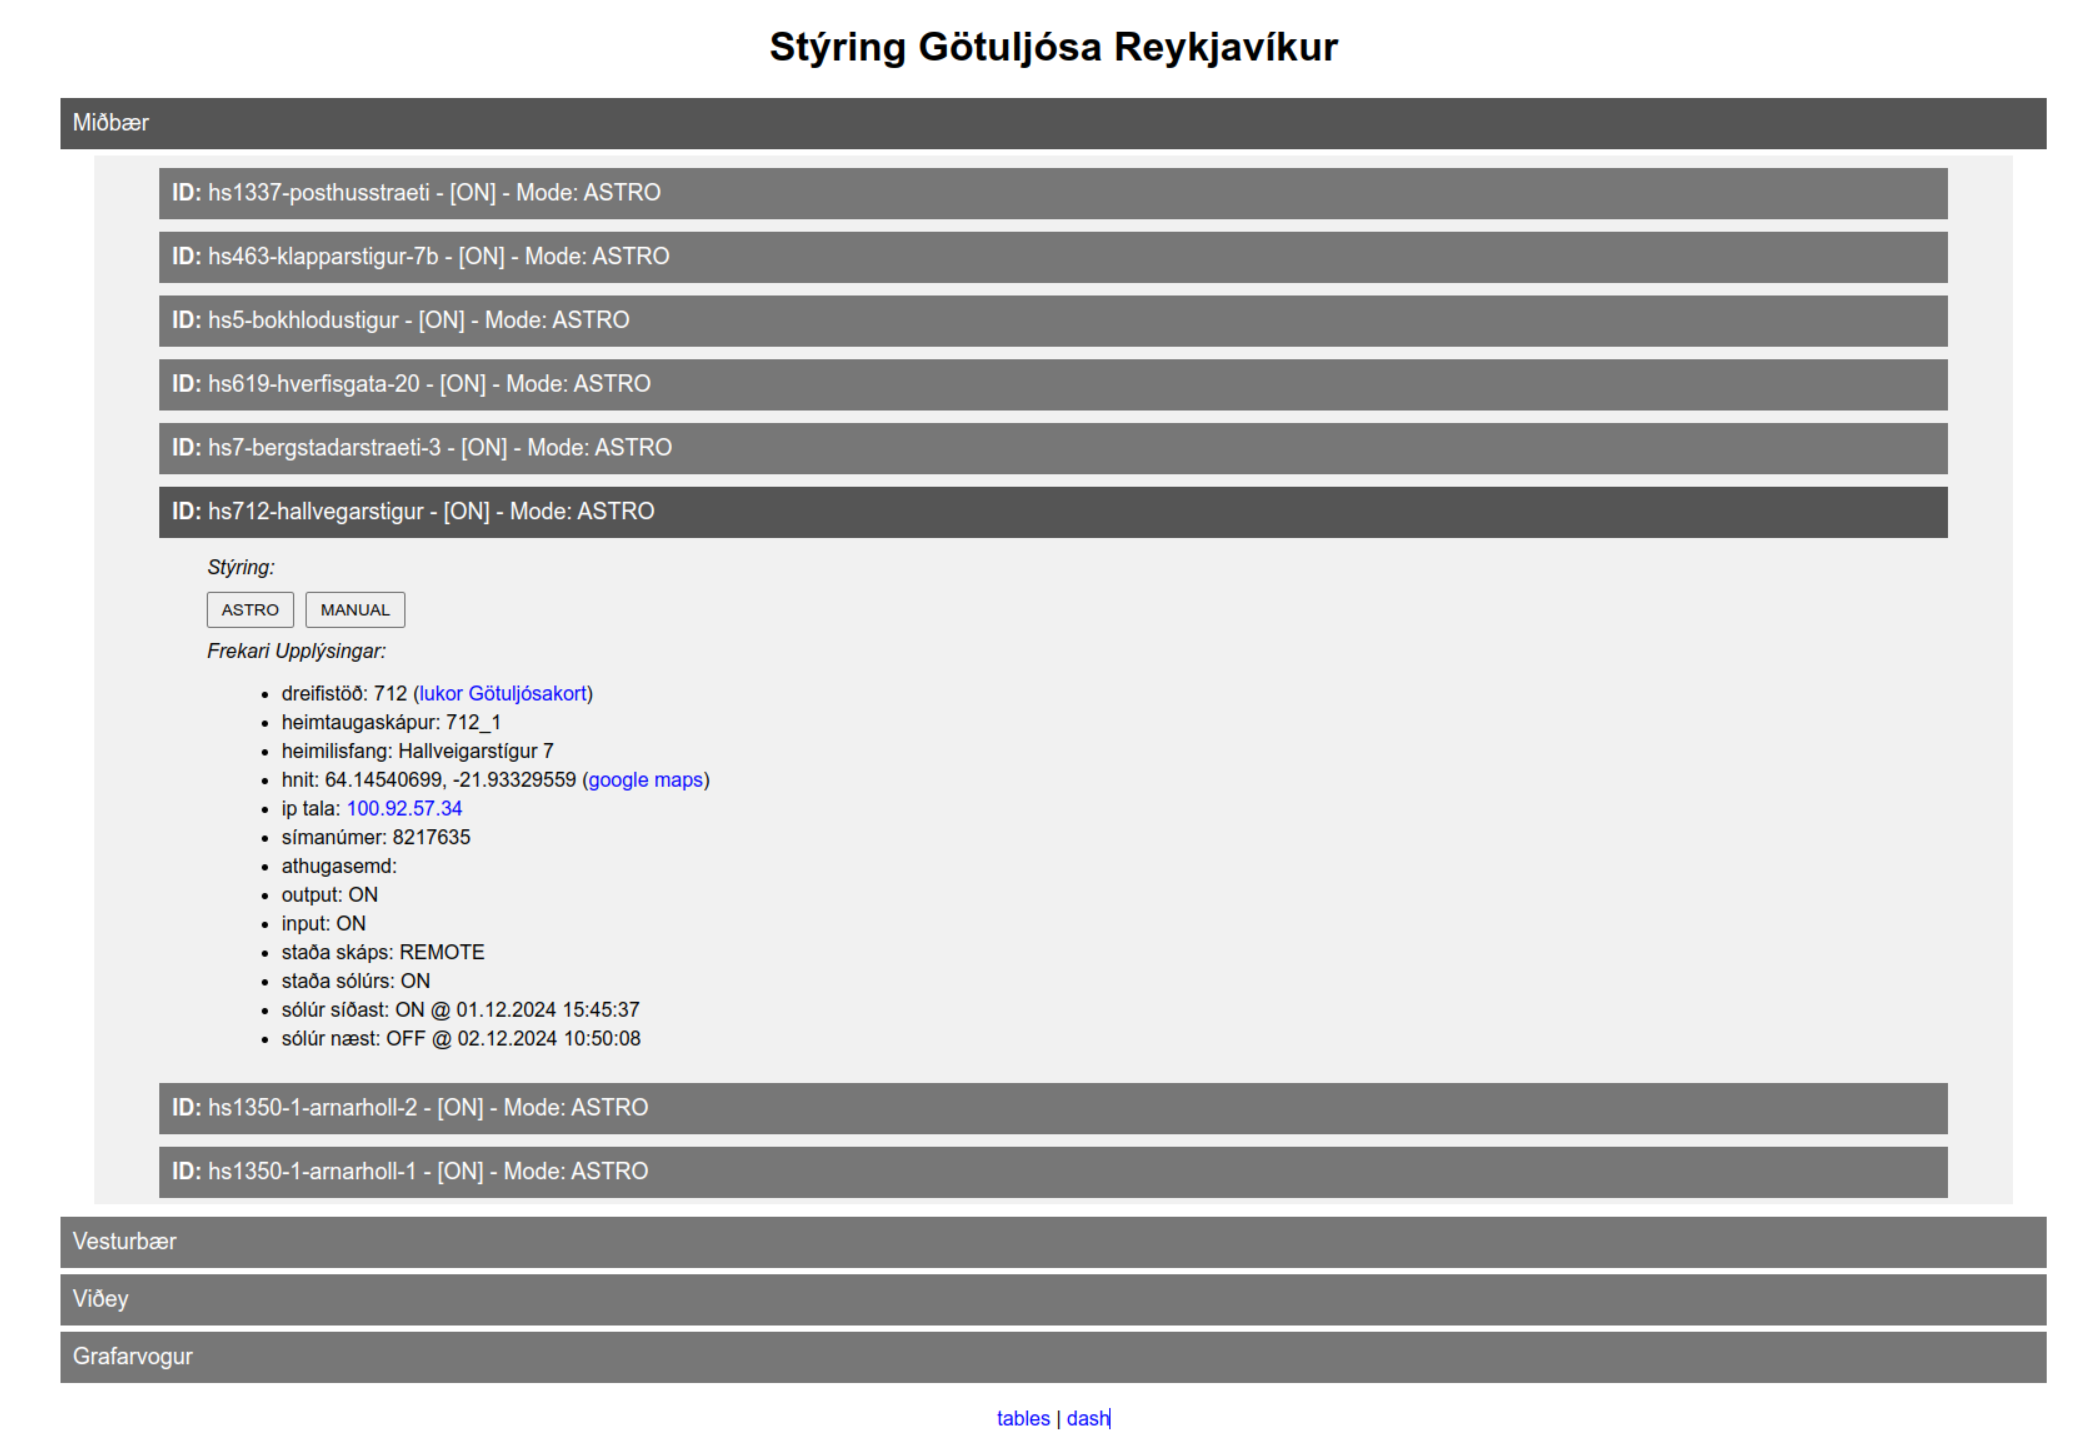 Stýring Götuljósa Reykjavíkur
Miðbær
ID: hs1337-posthusstraeti - [ON] - Mode: ASTRO
ID: hs463-klapparstigur-7b - [ON] - Mode: ASTRO
ID: hs5-bokhlodustigur - [ON] - Mode: ASTRO
ID: hs619-hverfisgata-20 - [ON] - Mode: ASTRO
ID: hs7-bergstadarstraeti-3 - [ON] - Mode: ASTRO
ID: hs712-hallvegarstigur - [ON] - Mode: ASTRO
Stýring:
ASTRO MANUAL
Frekari Upplýsingar:
• dreifistöð: 712 (lukor Götuljósakort)
• heimtaugaskápur: 712_1
• heimilisfang: Hallveigarstígur 7
• hnit: 64.14540699, -21.93329559 (google maps)
• ip tala: 100.92.57.34
• símanúmer: 8217635
• athugasemd:
• output: ON
• input: ON
• staða skáps: REMOTE
• staða sólúrs: ON
• sólúr síðast: ON @ 01.12.2024 15:45:37
• sólúr næst: OFF @ 02.12.2024 10:50:08
ID: hs1350-1-arnarholl-2 - [ON] - Mode: ASTRO
ID: hs1350-1-arnarholl-1 - [ON] - Mode: ASTRO
Vesturbær
Viðey
Grafarvogur
tables | dash